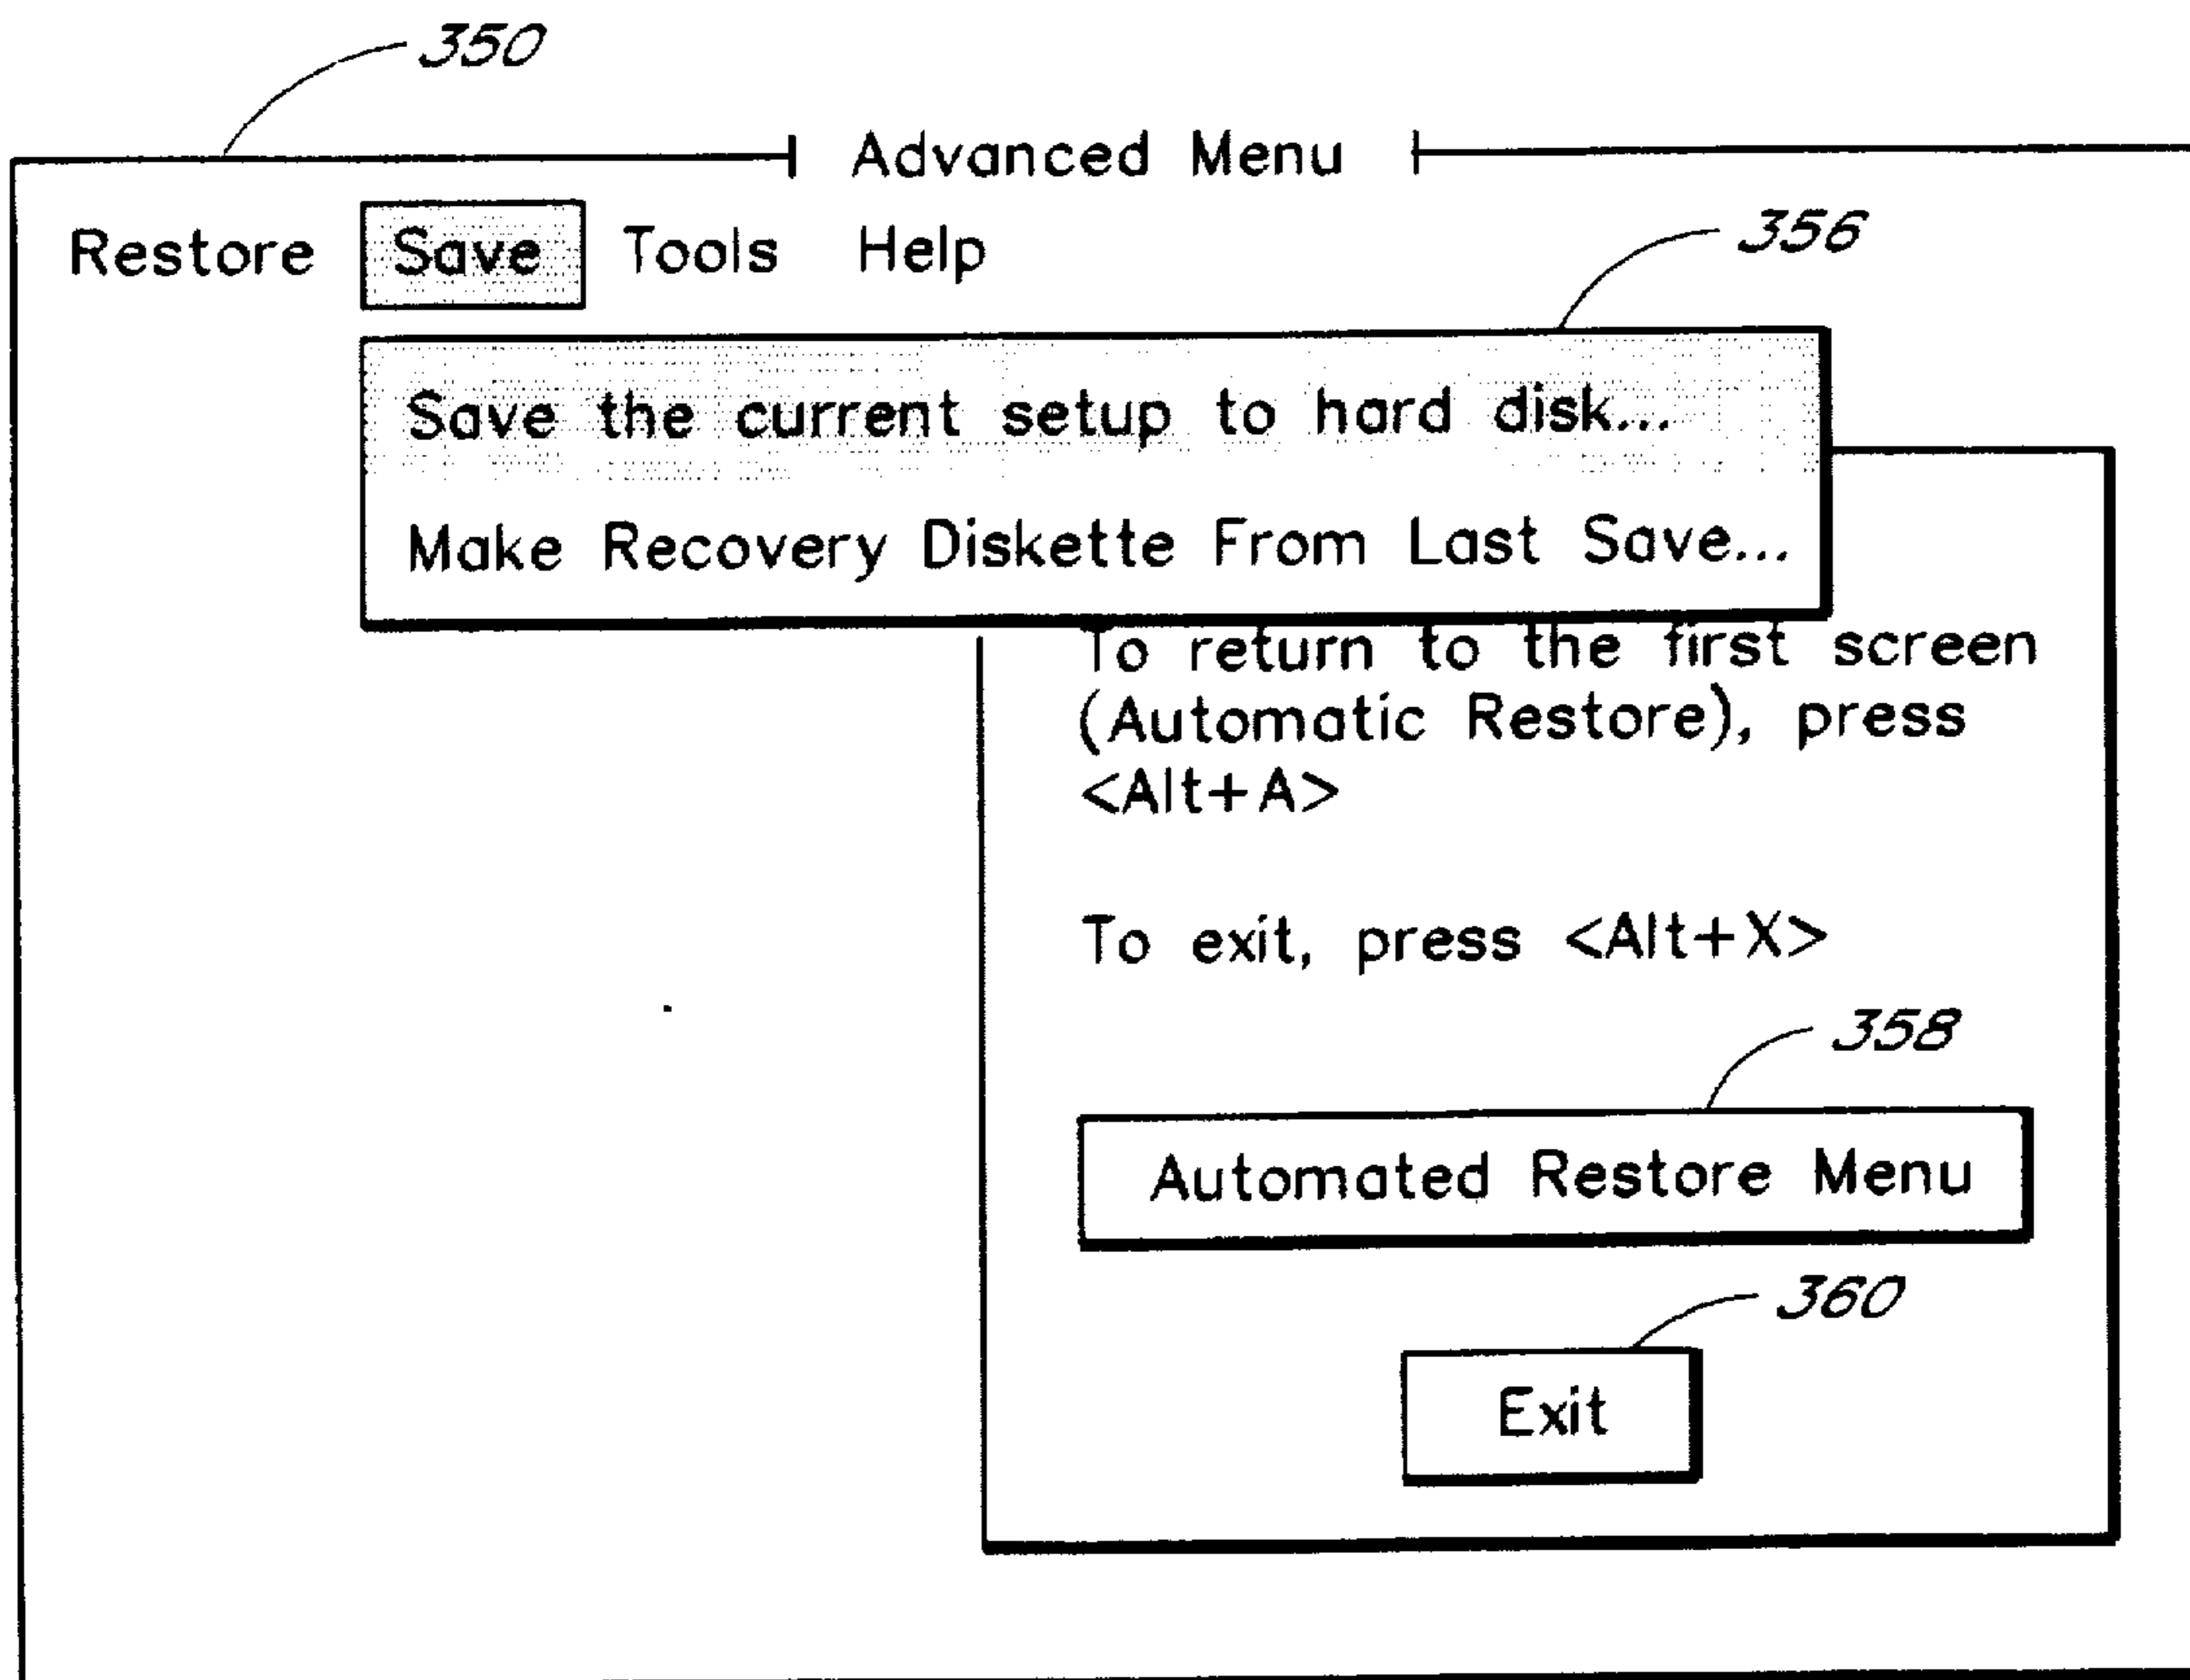 350
Advanced Menu
Restore Save Tools Help
356
Save the current setup to hard disk...
Make Recovery Diskette From Last Save...
To return to the first screen
(Automatic Restore), press
<Alt+A>
To exit, press <Alt+X>
358
Automated Restore Menu
360
Exit